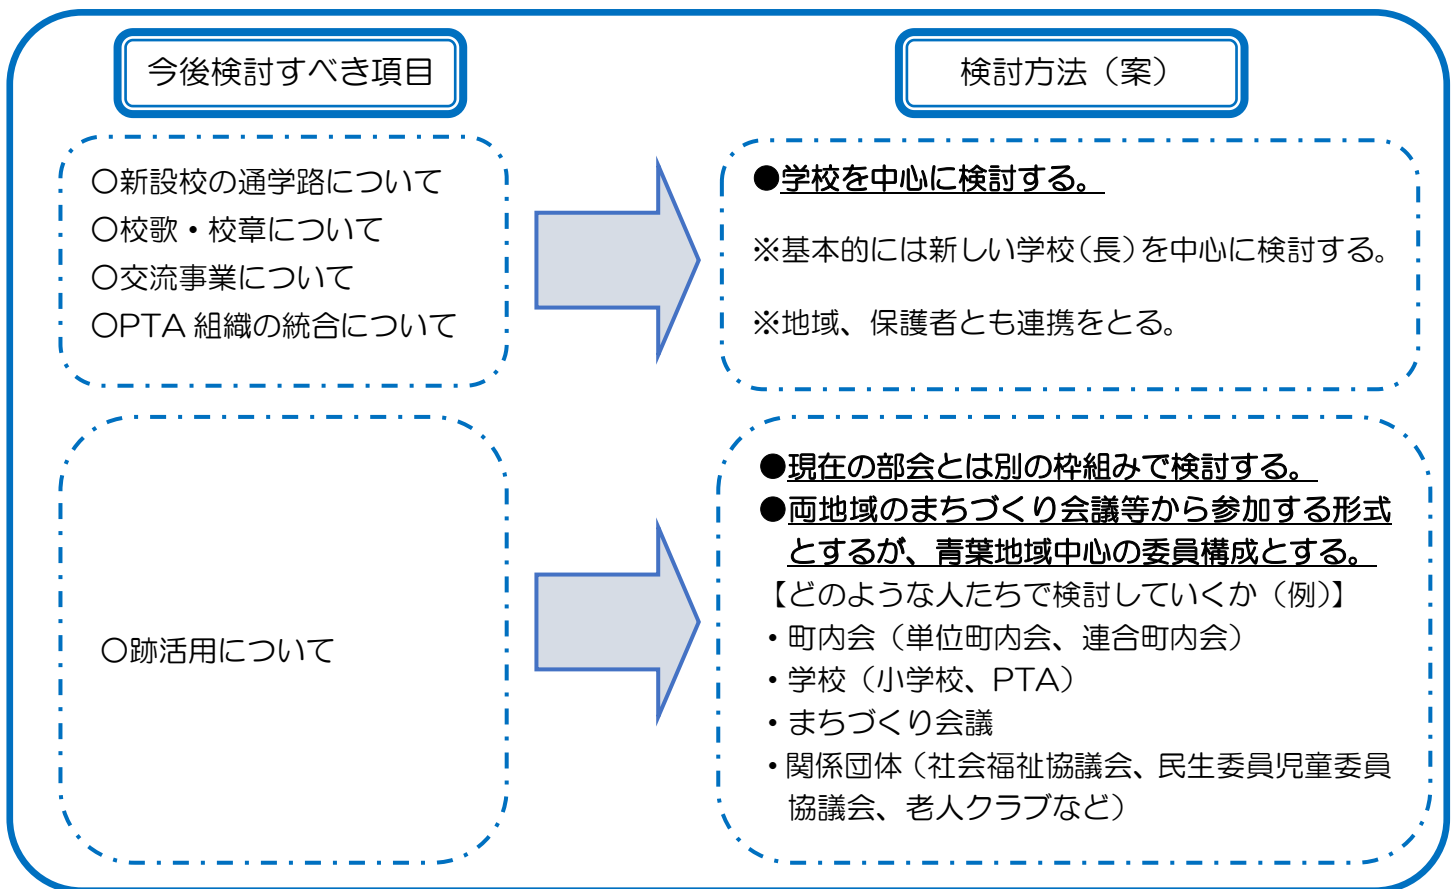 今後検討すべき項目
検討方法（案）
〇新設校の通学路について
〇校歌・校章について
〇交流事業について
〇PTA 組織の統合について
●学校を中心に検討する。
※基本的には新しい学校（長）を中心に検討する。
※地域、保護者とも連携をとる。
〇跡活用について
●現在の部会とは別の枠組みで検討する。
●両地域のまちづくり会議等から参加する形式
とするが、青葉地域中心の委員構成とする。
【どのような人たちで検討していくか（例）】
・町内会（単位町内会、連合町内会）
・学校（小学校、PTA）
・まちづくり会議
・関係団体（社会福祉協議会、民生委員児童委員
協議会、老人クラブなど）